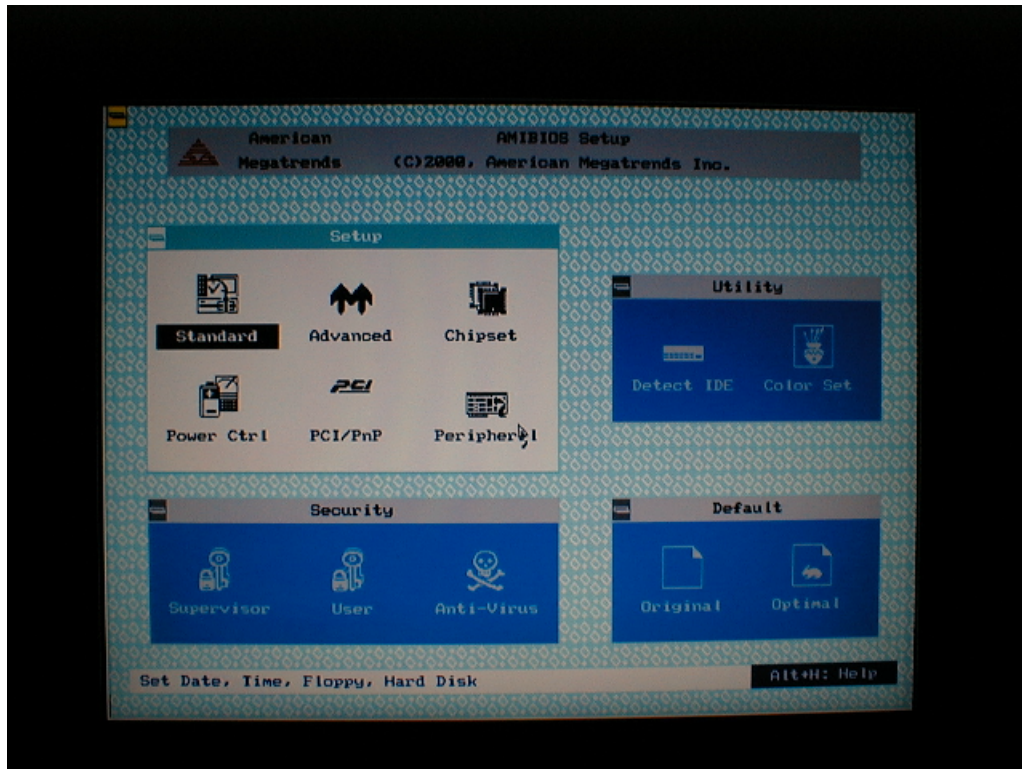 American AMIBIOS Setup
Megatrends (C)2000, American Megatrends Inc.
Setup
Standard Advanced Chipset
Power Ctrl PCI PCI/PnP Peripheral
Utility
Detect IDE Color Set
Security
Supervisor User Anti-Virus
Default
Original Optimal
Set Date, Time, Floppy, Hard Disk
Alt+H: Help